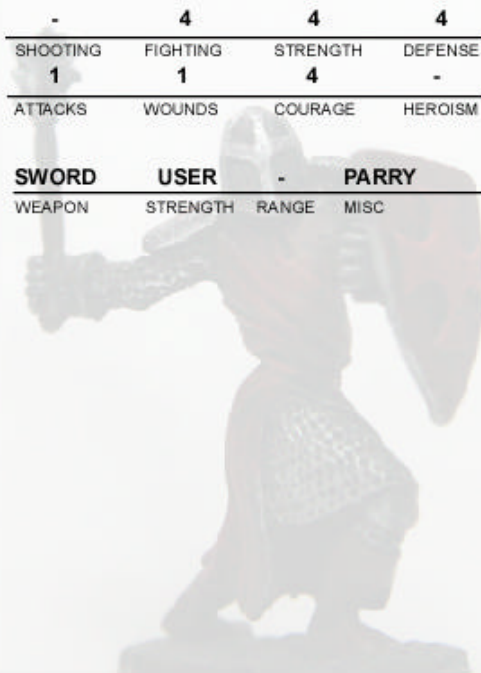 - 4 4 4
SHOOTING FIGHTING STRENGTH DEFENSE
1 1 4 -
ATTACKS WOUNDS COURAGE HEROISM
SWORD USER - PARRY
WEAPON STRENGTH RANGE MISC